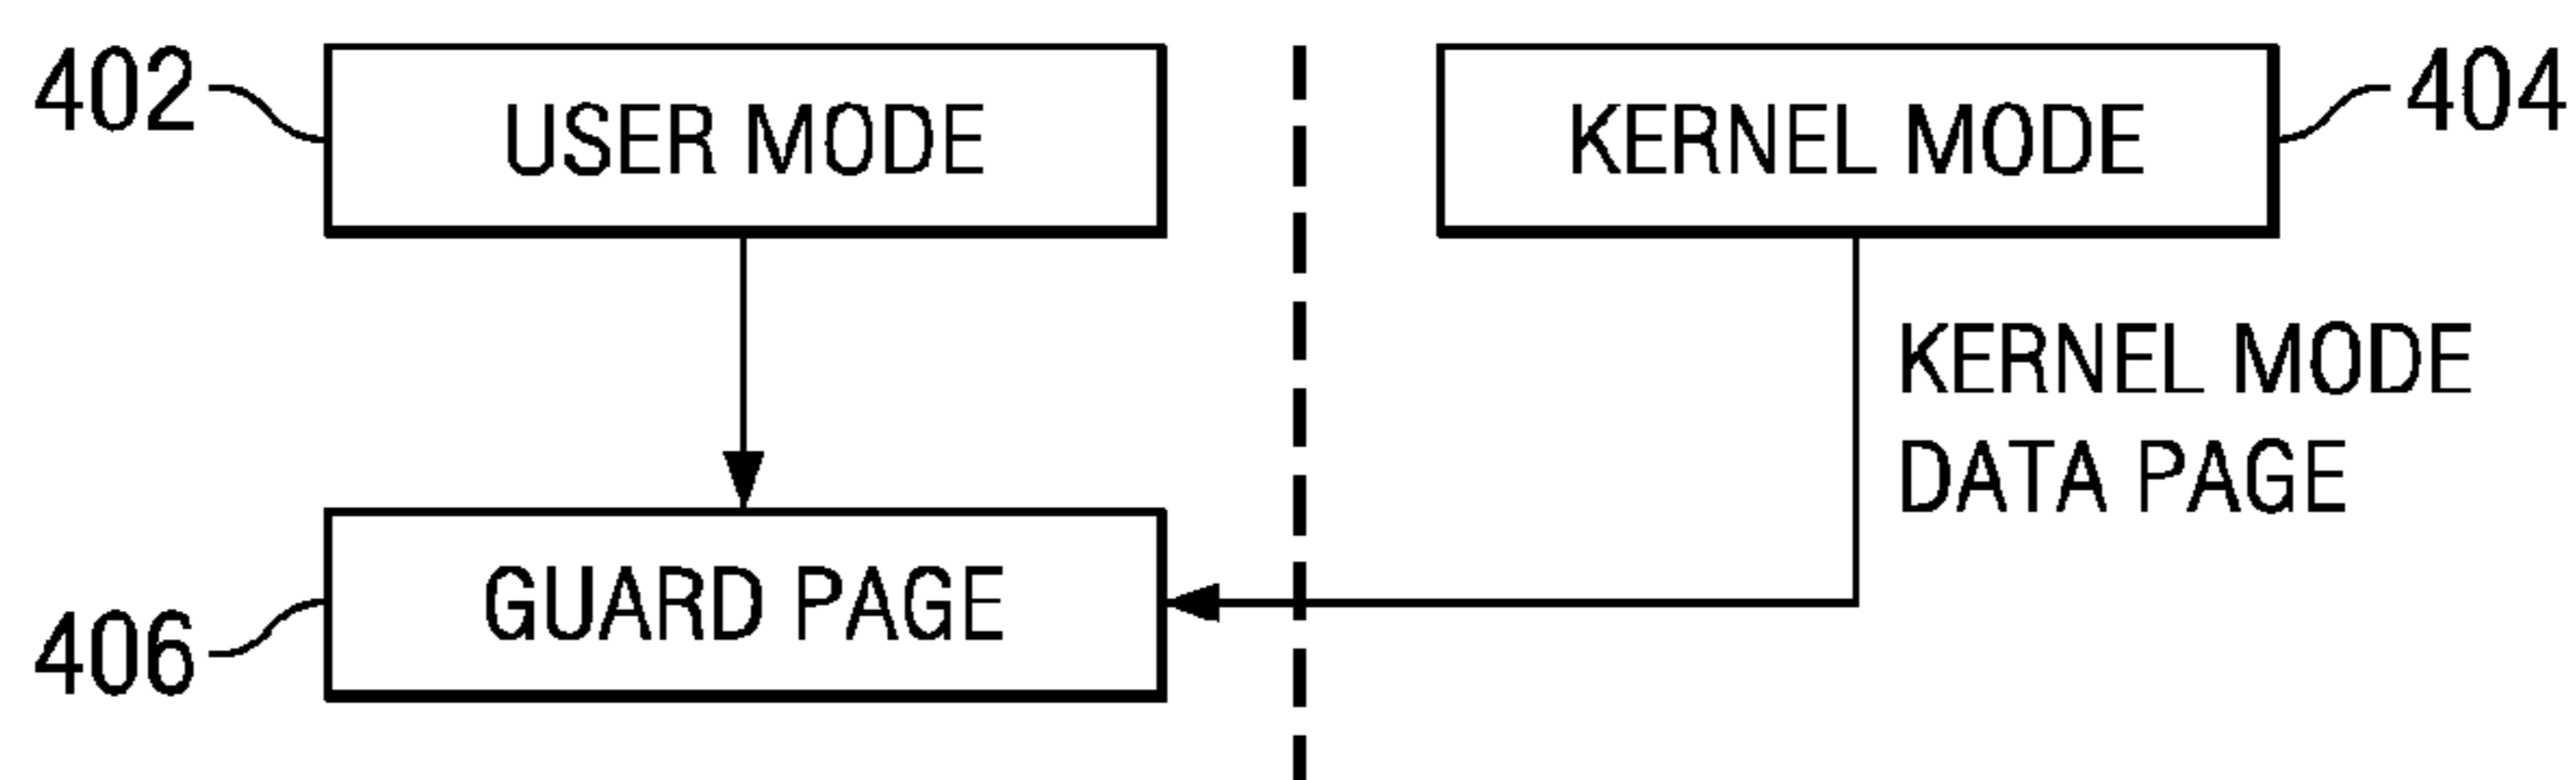 402
USER MODE
KERNEL MODE
404
KERNEL MODE
DATA PAGE
406
GUARD PAGE